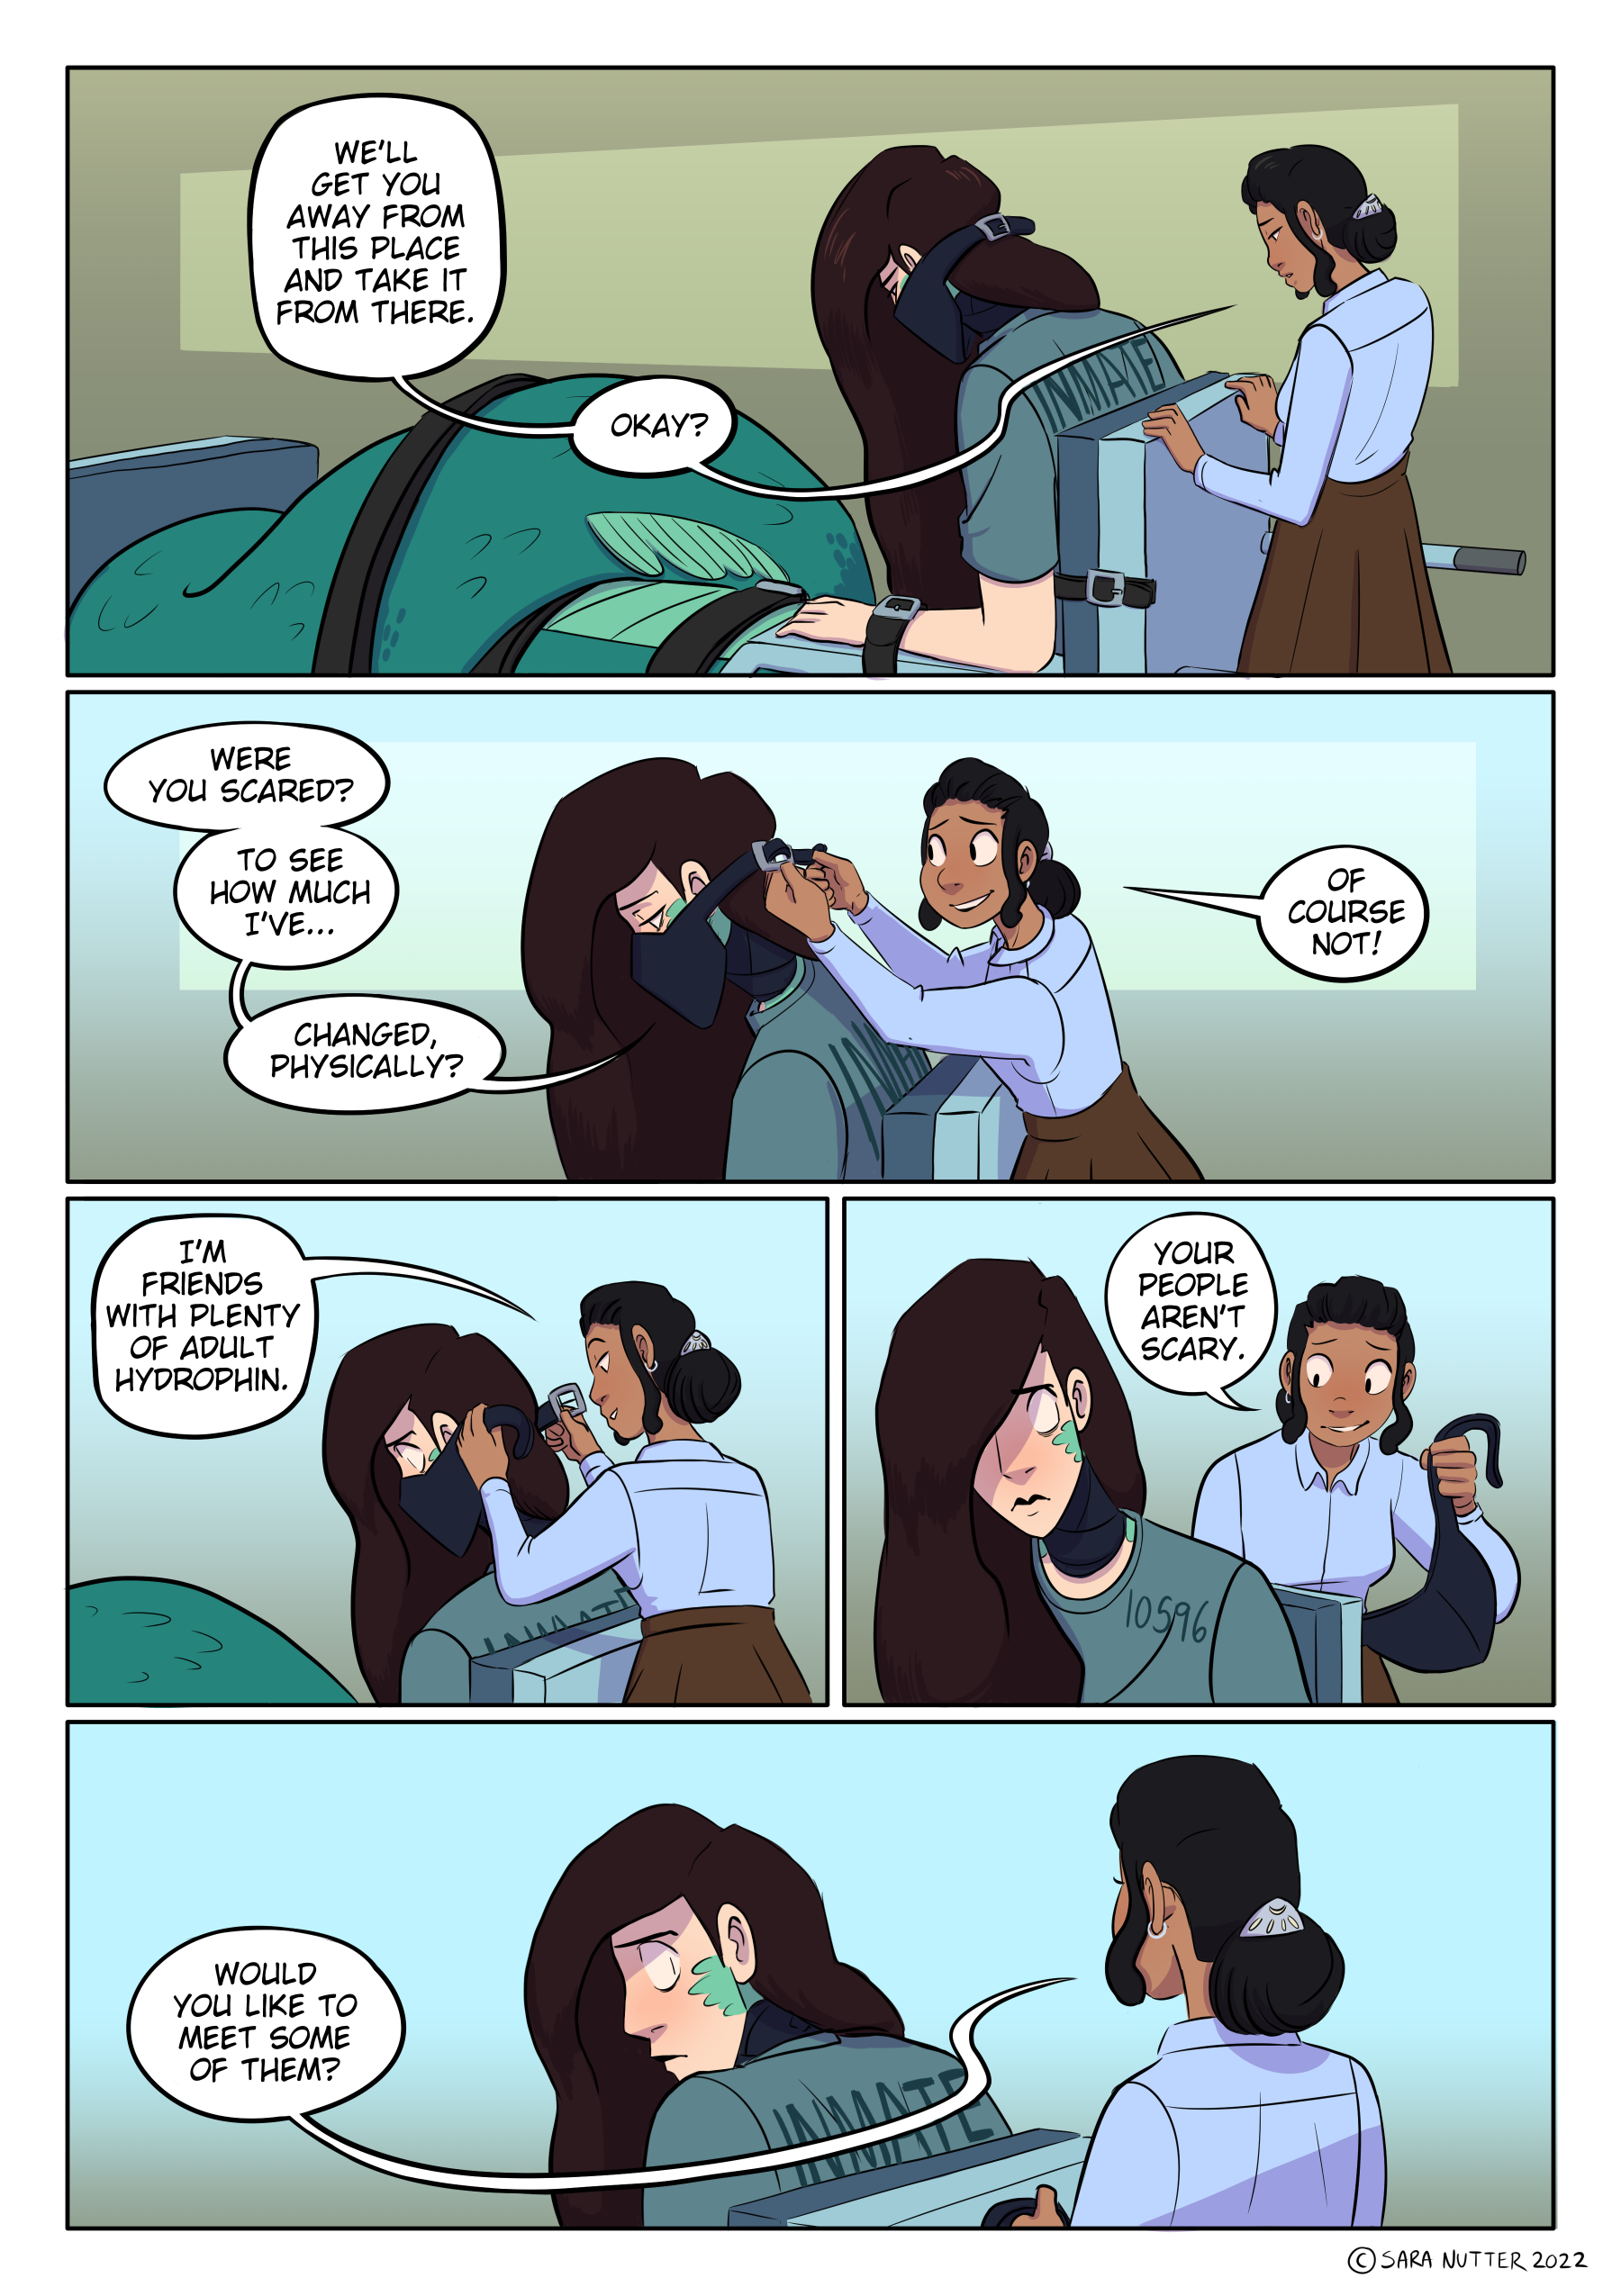 WE'LL
GET YOU
AWAY FROM
THIS PLACE
AND TAKE IT
FROM THERE.
OKAY?
INMATE
WERE
YOU SCARED?
TO SEE
HOW MUCH
I'VE...
CHANGED,
PHYSICALLY?
OF
COURSE
NOT!
INMA
I'M
FRIENDS
WITH PLENTY
OF ADULT
HYDROPHIN.
INMATE
YOUR
PEOPLE
AREN'T
SCARY.
10596
WOULD
YOU LIKE TO
MEET SOME
OF THEM?
INMATE
© SARA NUTTER 2022